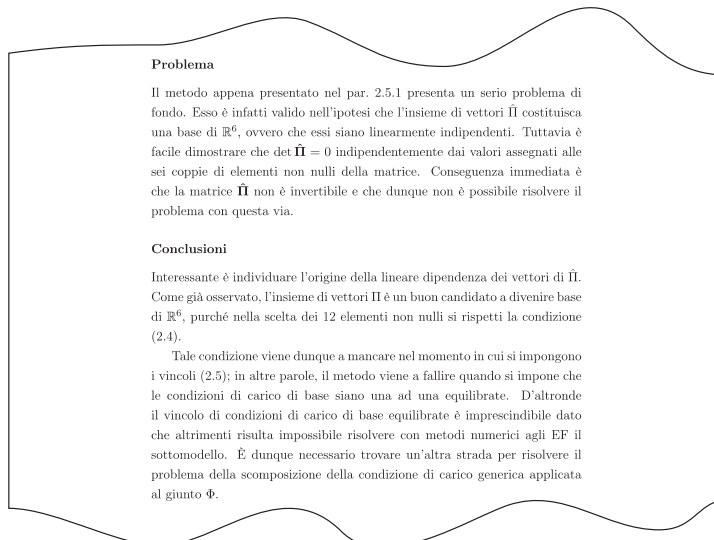 Problema
Il metodo appena presentato nel par. 2.5.1 presenta un serio problema di
fondo. Esso è infatti valido nell'ipotesi che l'insieme di vettori Π̂ costituisca
una base di ℝ⁶, ovvero che essi siano linearmente indipendenti. Tuttavia è
facile dimostrare che det 𝚷̂ = 0 indipendentemente dai valori assegnati alle
sei coppie di elementi non nulli della matrice. Conseguenza immediata è
che la matrice 𝚷̂ non è invertibile e che dunque non è possibile risolvere il
problema con questa via.
Conclusioni
Interessante è individuare l'origine della lineare dipendenza dei vettori di Π̂.
Come già osservato, l'insieme di vettori Π è un buon candidato a divenire base
di ℝ⁶, purché nella scelta dei 12 elementi non nulli si rispetti la condizione
(2.4).
Tale condizione viene dunque a mancare nel momento in cui si impongono
i vincoli (2.5); in altre parole, il metodo viene a fallire quando si impone che
le condizioni di carico di base siano una ad una equilibrate. D'altronde
il vincolo di condizioni di carico di base equilibrate è imprescindibile dato
che altrimenti risulta impossibile risolvere con metodi numerici agli EF il
sottomodello. È dunque necessario trovare un'altra strada per risolvere il
problema della scomposizione della condizione di carico generica applicata
al giunto Φ.